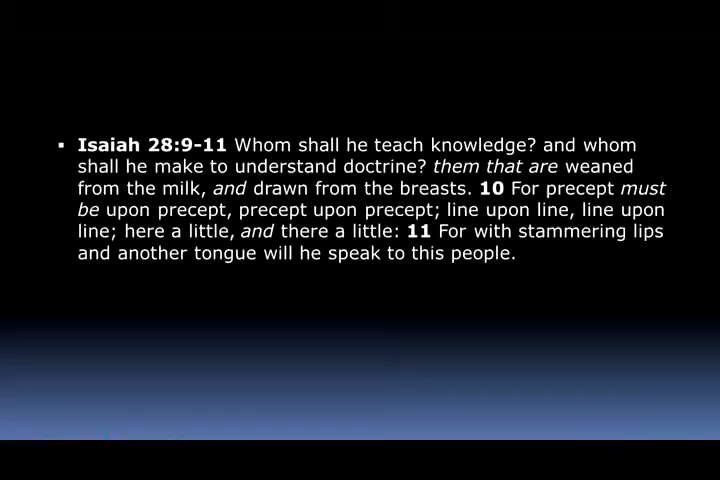 ▪ Isaiah 28:9-11 Whom shall he teach knowledge? and whom
shall he make to understand doctrine? them that are weaned
from the milk, and drawn from the breasts. 10 For precept must
be upon precept, precept upon precept; line upon line, line upon
line; here a little, and there a little: 11 For with stammering lips
and another tongue will he speak to this people.